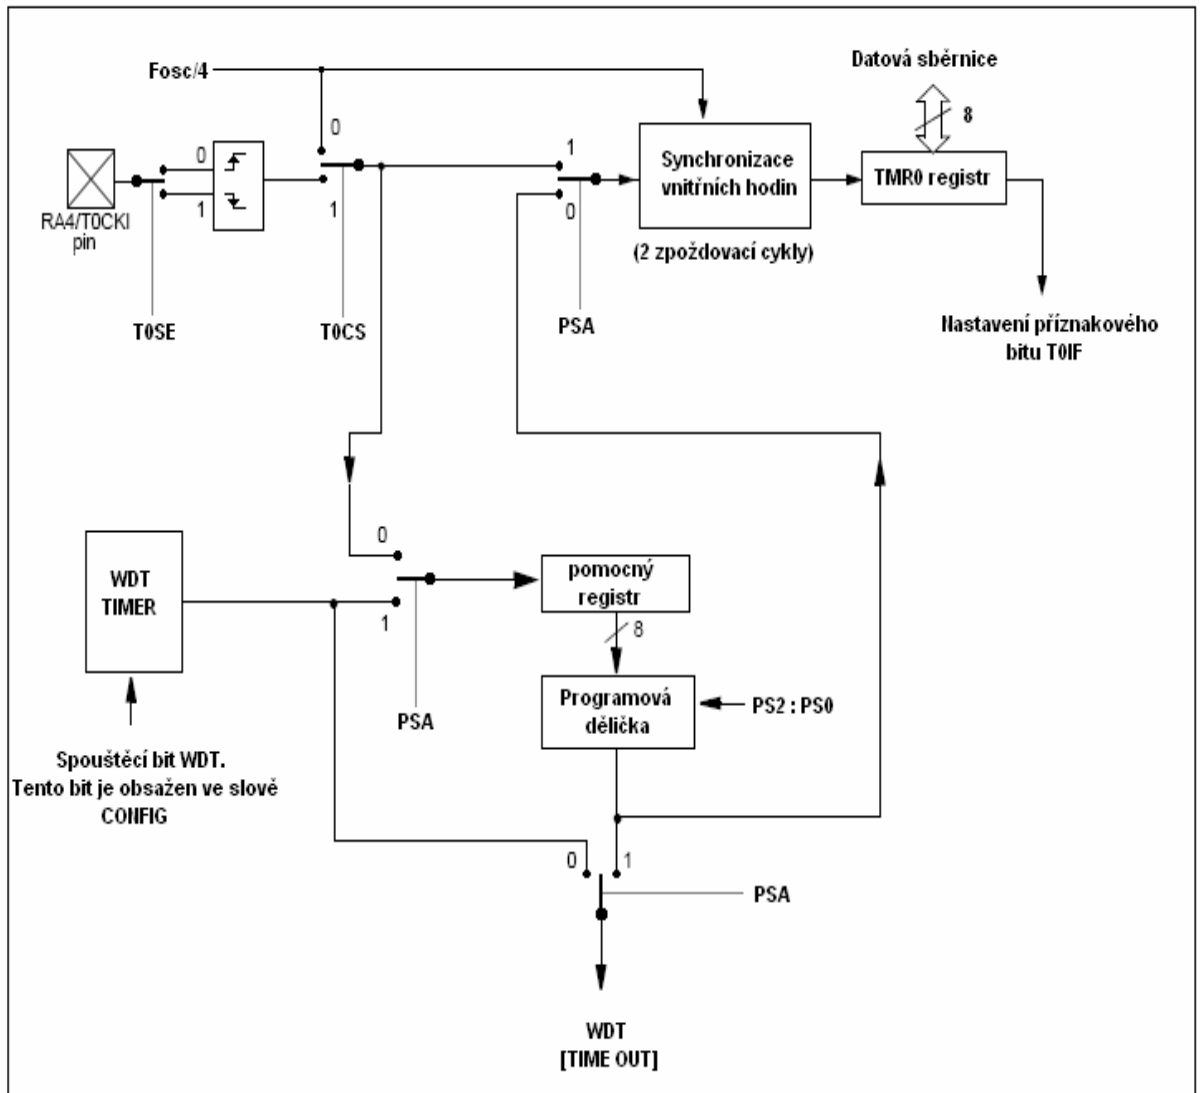 Fosc/4
Datová sběrnice
8
0
1
RA4/T0CKI
pin
T0SE
0
1
T0CS
1
0
PSA
Synchronizace
vnitřních hodin
(2 zpoždovací cykly)
TMR0 registr
Nastavení příznakového
bitu T0IF
WDT
TIMER
Spouštěcí bit WDT.
Tento bit je obsažen ve slově
CONFIG
0
1
PSA
pomocný
registr
8
Programová
dělička
PS2 : PS0
0
1
PSA
WDT
[TIME OUT]